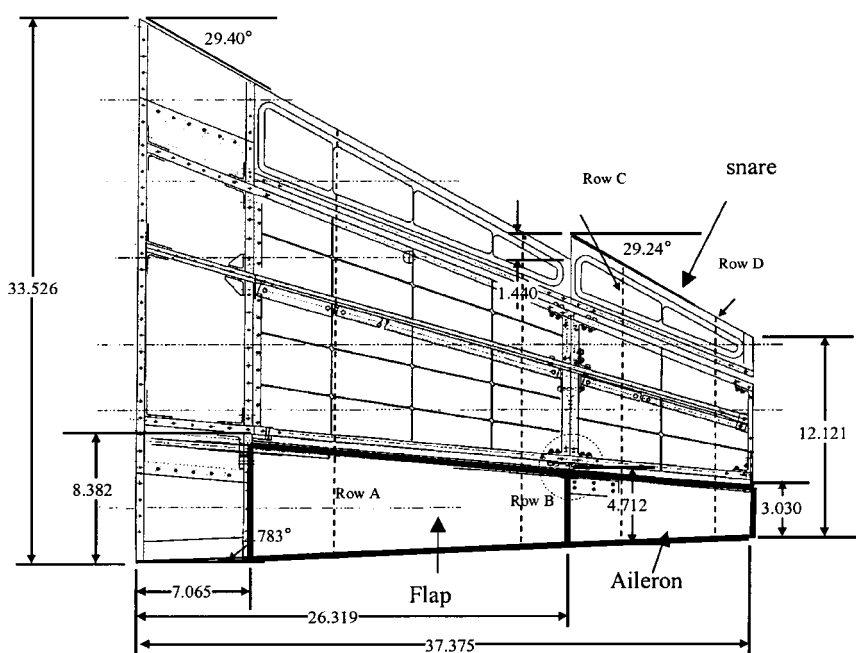 29.40°
Row C
snare
29.24°
Row D
33.526
1.440
12.121
8.382
Row A
Row B
4.712
3.030
783°
7.065
Flap
Aileron
26.319
37.375